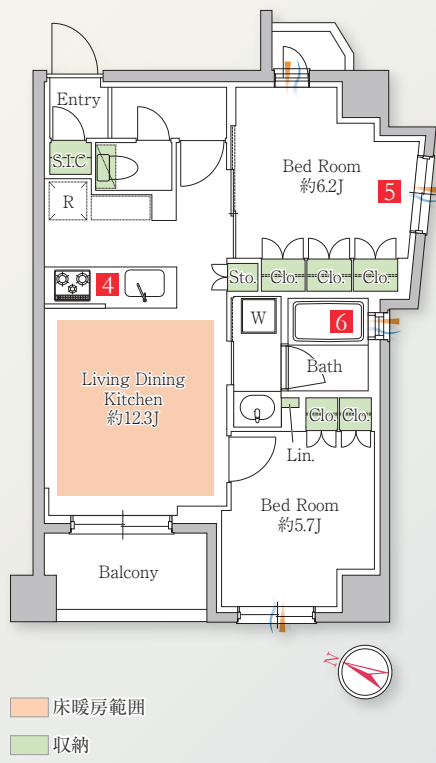 Entry
S.I.C
R
Bed Room
約6.2J
5
4
Sto.
Clo.
Clo.
Clo.
W
6
Bath
Living Dining
Kitchen
約12.3J
Clo.
Clo.
Lin.
Bed Room
約5.7J
Balcony
N
床暖房範囲
収納